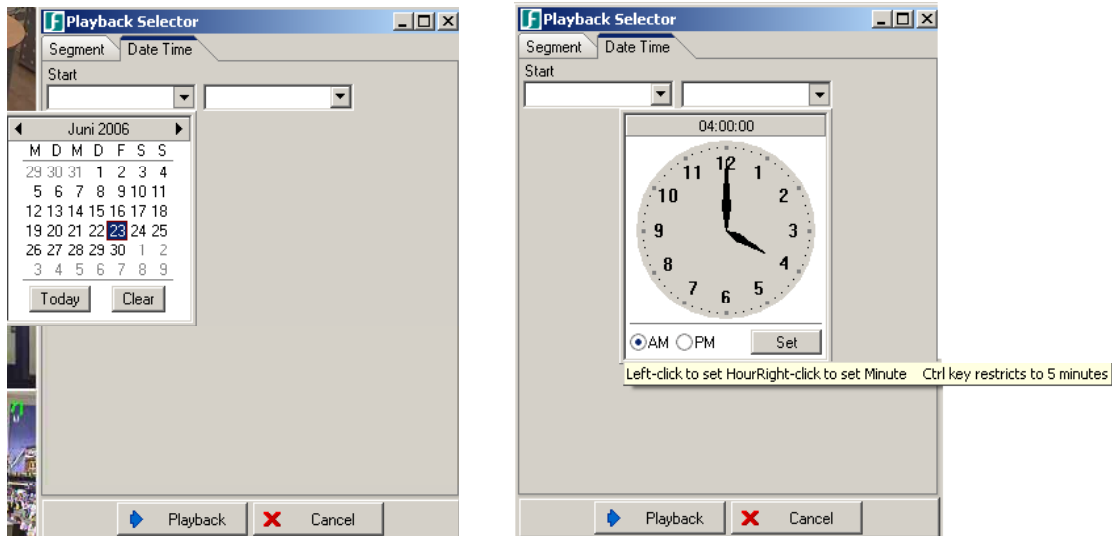 Playback Selector
Segment Date Time
Start
Juni 2006
M D M D F S S
29 30 31 1 2 3 4
5 6 7 8 9 10 11
12 13 14 15 16 17 18
19 20 21 22 23 24 25
26 27 28 29 30 1 2
3 4 5 6 7 8 9
Today Clear
Playback Cancel
Playback Selector
Segment Date Time
Start
04:00:00
12
11 1
10 2
9 3
8 4
7 5
6
AM PM Set
Left-click to set HourRight-click to set Minute Ctrl key restricts to 5 minutes
Playback Cancel